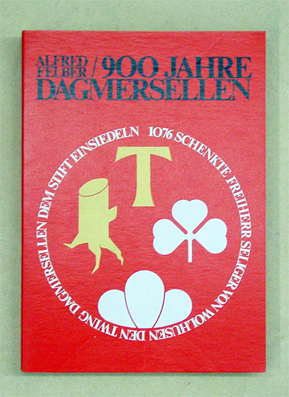 ALFRED
FELBER / 900 JAHRE
DAGMERSELLEN
1076 SCHENKTE FREIHERR SELIGER VON WOLHUSEN DEN TWING DAGMERSELLEN DEM STIFT EINSIEDELN
T